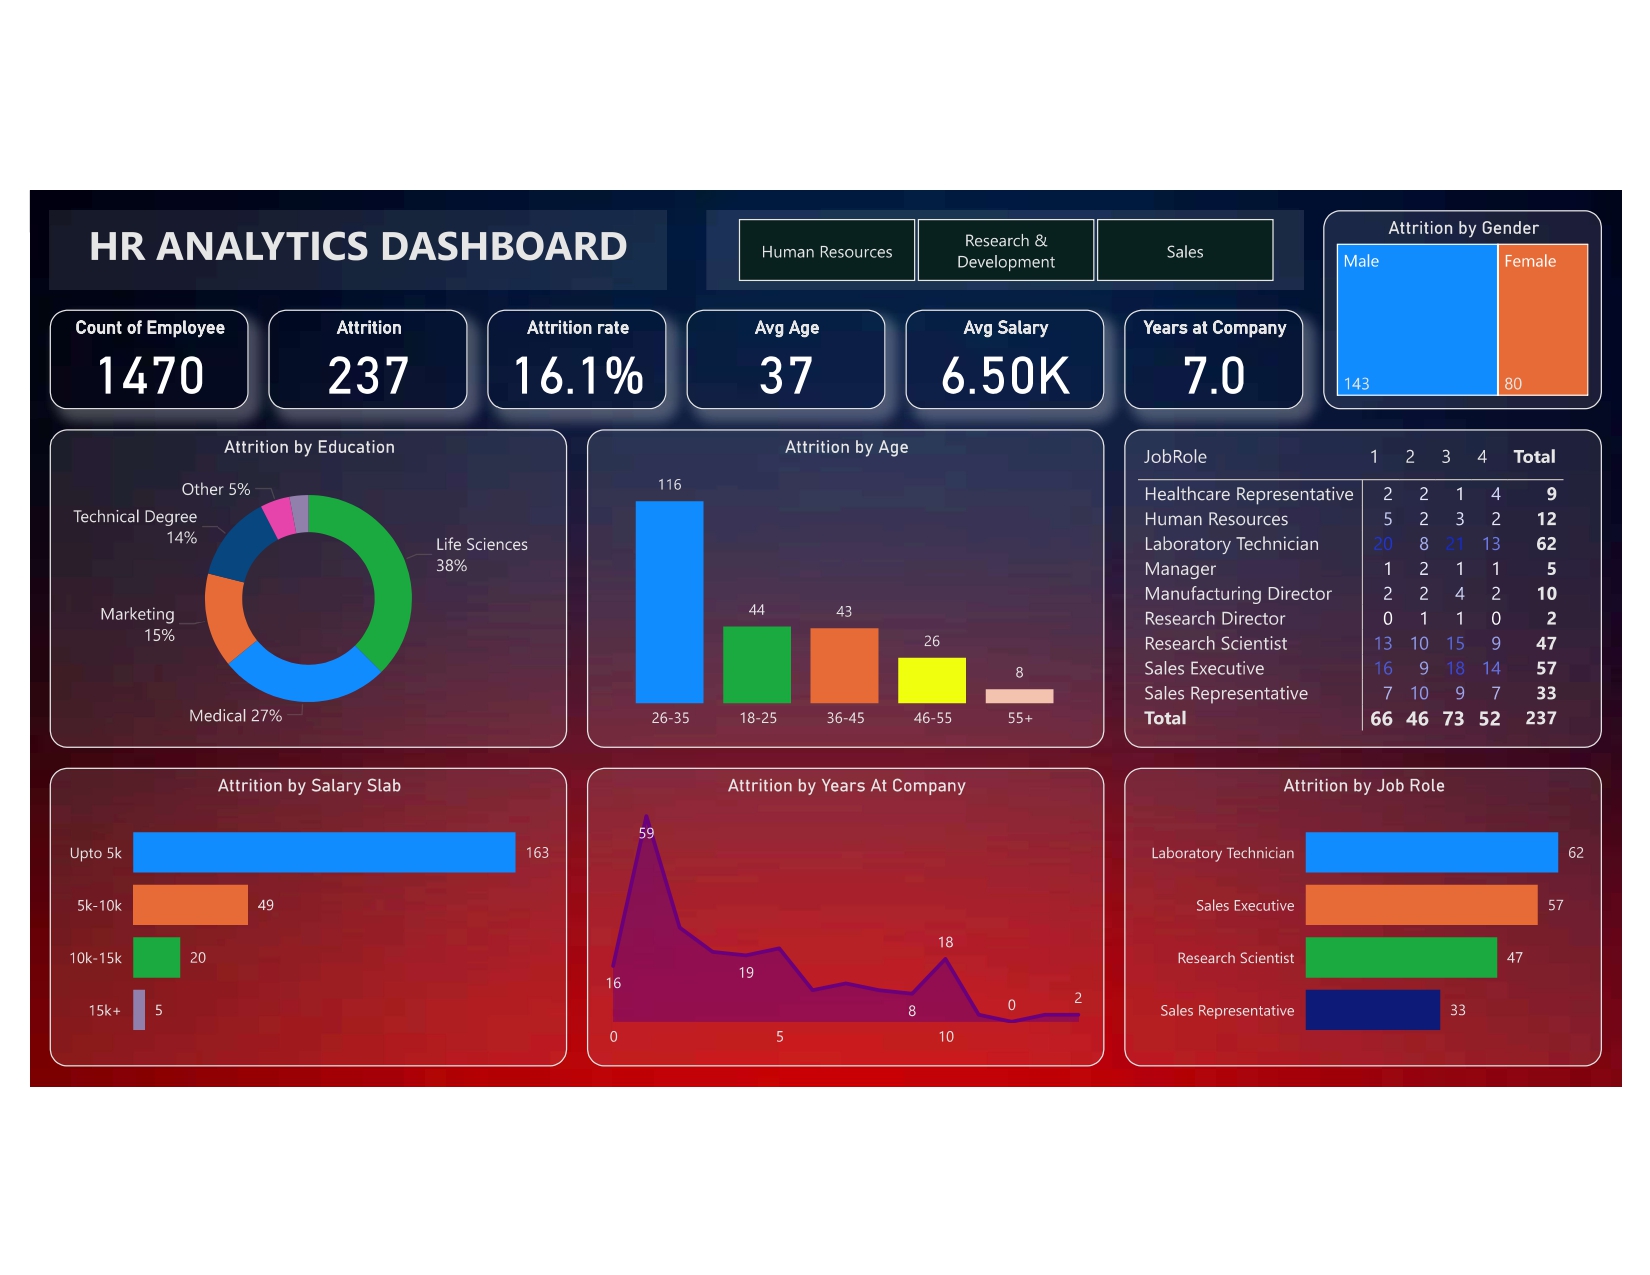 HR ANALYTICS DASHBOARD
Human Resources
Research &
Development
Sales
Attrition by Gender
Male
Female
143
80
Count of Employee
1470
Attrition
237
Attrition rate
16.1%
Avg Age
37
Avg Salary
6.50K
Years at Company
7.0
Attrition by Education
Other 5%
Technical Degree
14%
Life Sciences
38%
Marketing
15%
Medical 27%
Attrition by Age
116
44
43
26
8
26-35 18-25 36-45 46-55 55+
JobRole 1 2 3 4 Total
Healthcare Representative 2 2 1 4 9
Human Resources 5 2 3 2 12
Laboratory Technician 20 8 21 13 62
Manager 1 2 1 1 5
Manufacturing Director 2 2 4 2 10
Research Director 0 1 1 0 2
Research Scientist 13 10 15 9 47
Sales Executive 16 9 18 14 57
Sales Representative 7 10 9 7 33
Total 66 46 73 52 237
Attrition by Salary Slab
Upto 5k 163
5k-10k 49
10k-15k 20
15k+ 5
Attrition by Years At Company
59
18
19
16
2
0
8
0 5 10
Attrition by Job Role
Laboratory Technician 62
Sales Executive 57
Research Scientist 47
Sales Representative 33